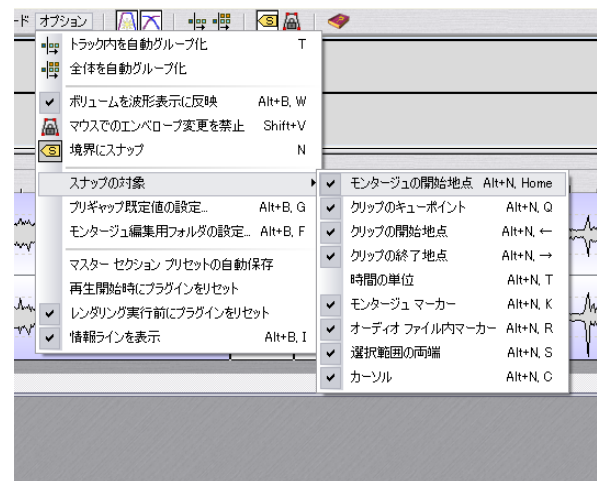 ード オプション
トラック内を自動グループ化 T
全体を自動グループ化
ボリュームを波形表示に反映 Alt+B, W
マウスでのエンベロープ変更を禁止 Shift+V
境界にスナップ N
スナップの対象
プリギャップ既定値の設定... Alt+B, G
モンタージュ編集用フォルダの設定... Alt+B, F
マスター セクション プリセットの自動保存
再生開始時にプラグインをリセット
レンダリング実行前にプラグインをリセット
情報ラインを表示 Alt+B, I
モンタージュの開始地点 Alt+N, Home
クリップのキューポイント Alt+N, Q
クリップの開始地点 Alt+N, ←
クリップの終了地点 Alt+N, →
時間の単位 Alt+N, T
モンタージュ マーカー Alt+N, K
オーディオ ファイル内マーカー Alt+N, R
選択範囲の両端 Alt+N, S
カーソル Alt+N, C